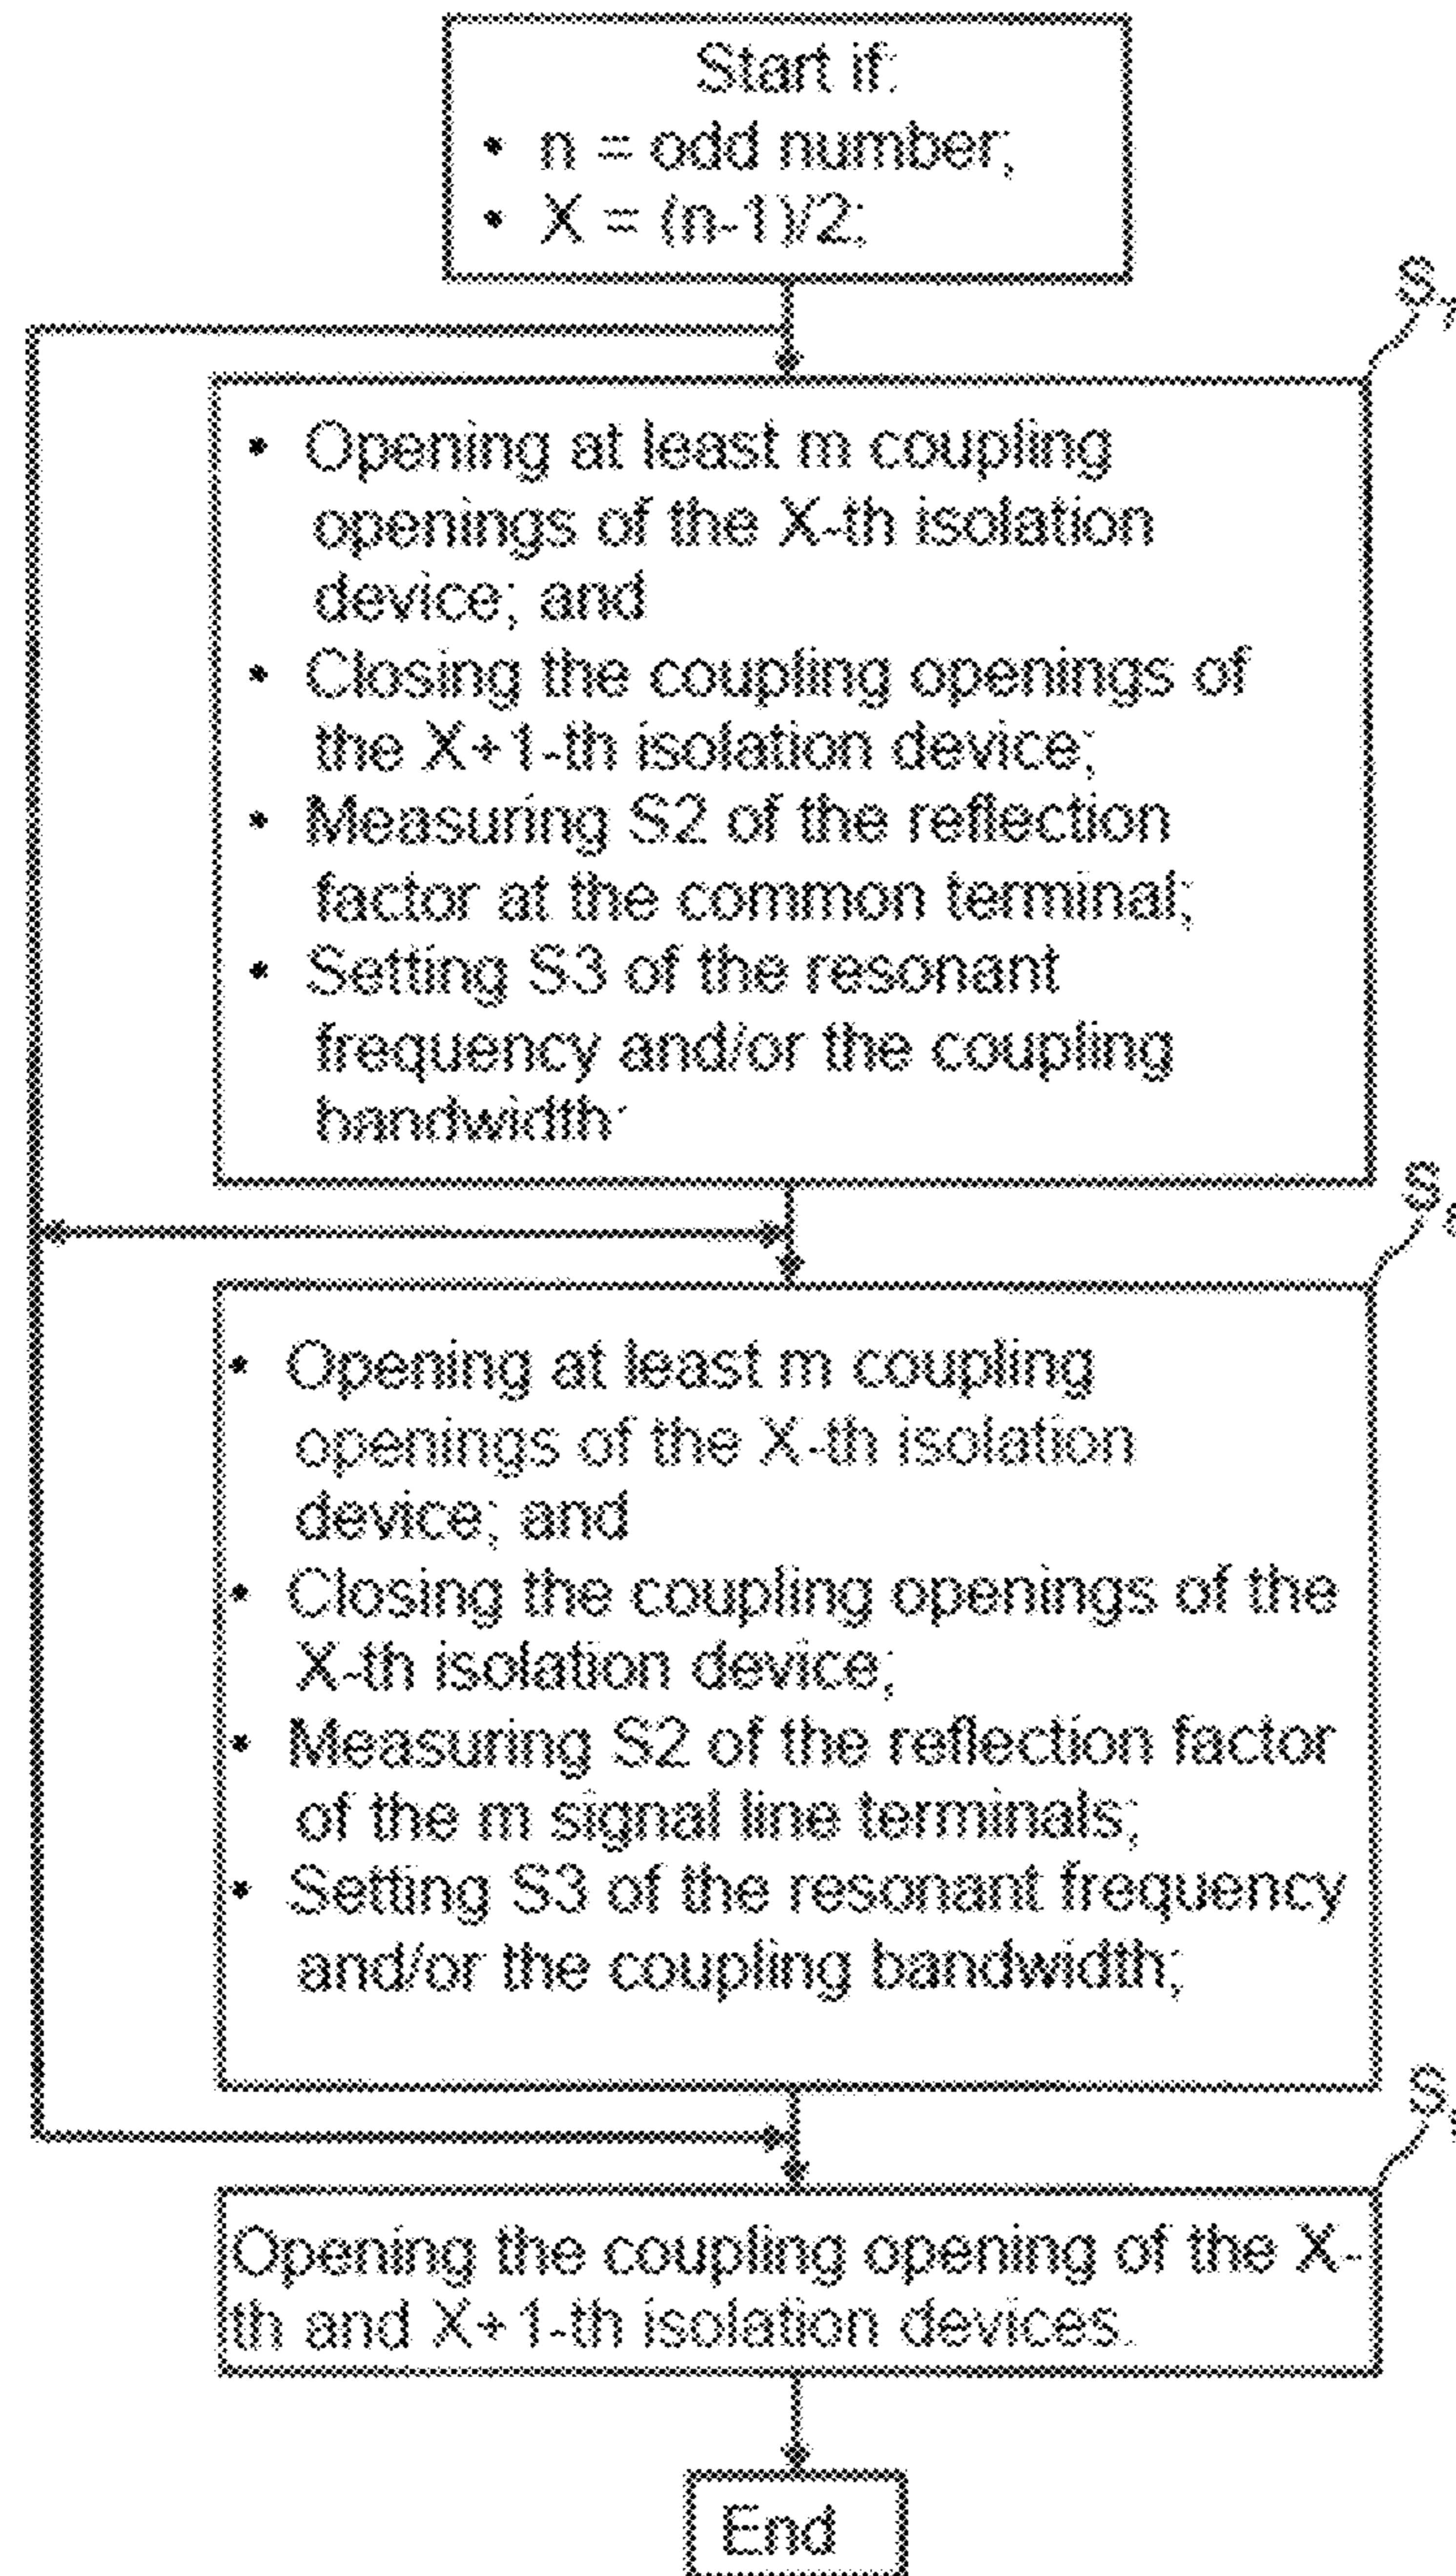 Start if:
• n = odd number;
• X = (n-1)/2;
• Opening at least m coupling
openings of the X-th isolation
device; and
• Closing the coupling openings of
the X+1-th isolation device;
• Measuring S2 of the reflection
factor at the common terminal;
• Setting S3 of the resonant
frequency and/or the coupling
bandwidth;
• Opening at least m coupling
openings of the X-th isolation
device; and
• Closing the coupling openings of the
X-th isolation device;
• Measuring S2 of the reflection factor
of the m signal line terminals;
• Setting S3 of the resonant frequency
and/or the coupling bandwidth;
Opening the coupling opening of the X-
th and X+1-th isolation devices.
End